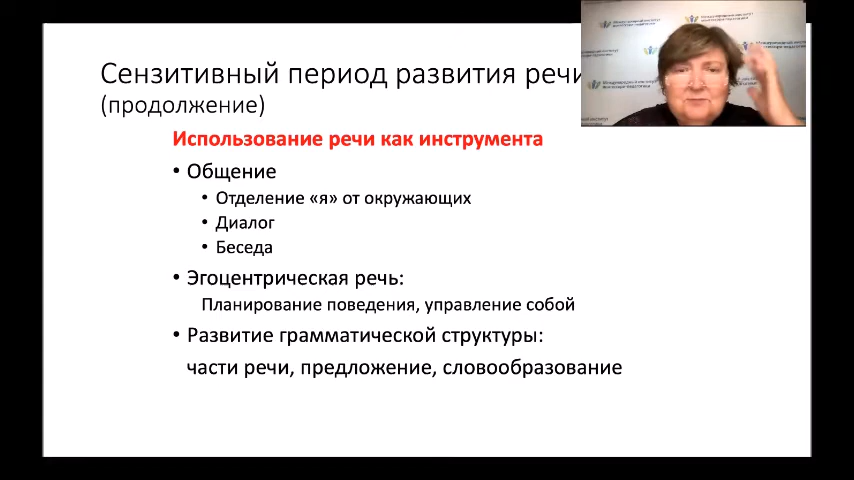 Сензитивный период развития речи
(продолжение)
Использование речи как инструмента
• Общение
• Отделение «я» от окружающих
• Диалог
• Беседа
• Эгоцентрическая речь:
Планирование поведения, управление собой
• Развитие грамматической структуры:
части речи, предложение, словообразование